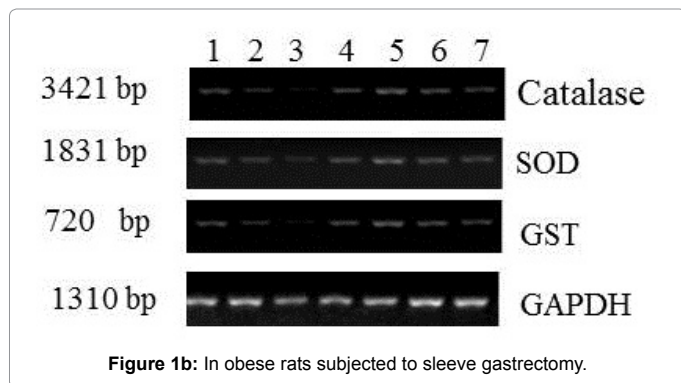 1 2 3 4 5 6 7
3421 bp Catalase
1831 bp SOD
720 bp GST
1310 bp GAPDH
Figure 1b: In obese rats subjected to sleeve gastrectomy.